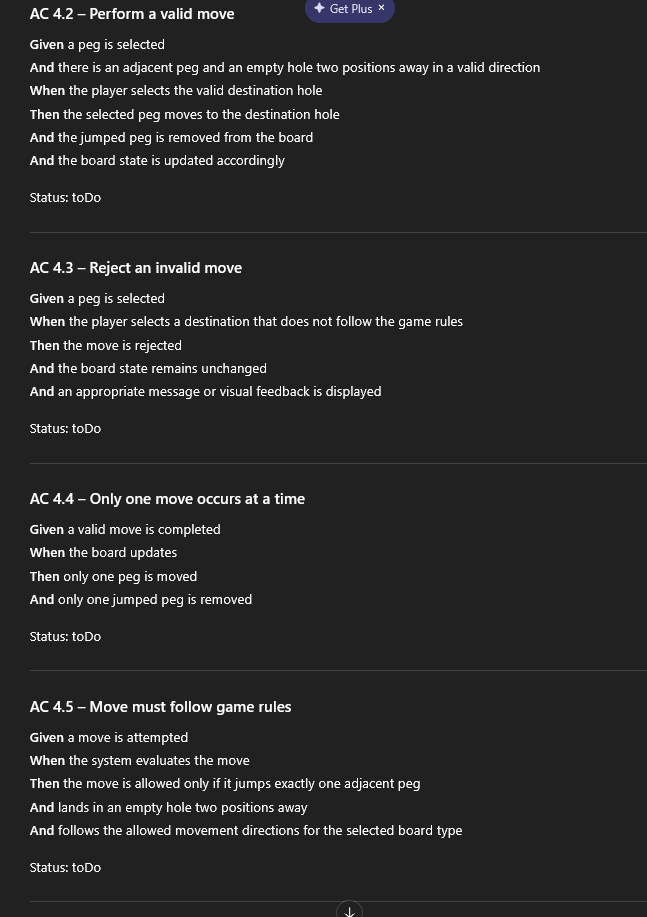 AC 4.2 – Perform a valid move
Get Plus ×
Given a peg is selected
And there is an adjacent peg and an empty hole two positions away in a valid direction
When the player selects the valid destination hole
Then the selected peg moves to the destination hole
And the jumped peg is removed from the board
And the board state is updated accordingly
Status: toDo
AC 4.3 – Reject an invalid move
Given a peg is selected
When the player selects a destination that does not follow the game rules
Then the move is rejected
And the board state remains unchanged
And an appropriate message or visual feedback is displayed
Status: toDo
AC 4.4 – Only one move occurs at a time
Given a valid move is completed
When the board updates
Then only one peg is moved
And only one jumped peg is removed
Status: toDo
AC 4.5 – Move must follow game rules
Given a move is attempted
When the system evaluates the move
Then the move is allowed only if it jumps exactly one adjacent peg
And lands in an empty hole two positions away
And follows the allowed movement directions for the selected board type
Status: toDo